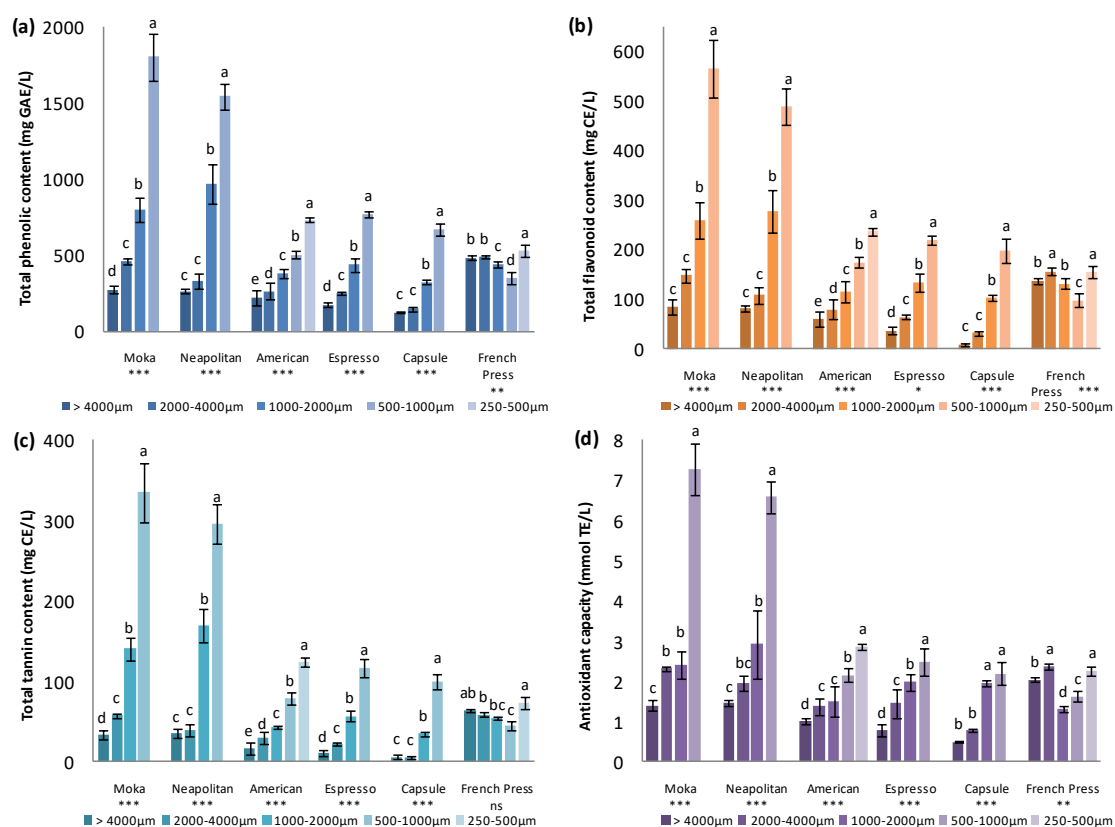 (a)
Total phenolic content (mg GAE/L)
2000
1500
1000
500
0
d c b a
c c b a
e d c b a
d c b a
c c b a
b b c d a
Moka Neapolitan American Espresso Capsule French
Press
*** *** *** *** *** **
> 4000µm 2000-4000µm 1000-2000µm 500-1000µm 250-500µm
(b)
Total flavonoid content (mg CE/L)
600
500
400
300
200
100
0
c c b a
c c b a
e d c b a
d c b a
c c b a
b a b c a
Moka Neapolitan American Espresso Capsule French
*** *** *** * *** Press ***
> 4000µm 2000-4000µm 1000-2000µm 500-1000µm 250-500µm
(c)
Total tannin content (mg CE/L)
400
300
200
100
0
c c b a
c c b a
e d c b a
d c b a
c c b a
ab b bc c a
Moka Neapolitan American Espresso Capsule French Press
*** *** *** *** *** ns
> 4000µm 2000-4000µm 1000-2000µm 500-1000µm 250-500µm
(d)
Antioxidant capacity (mmol TE/L)
8
7
6
5
4
3
2
1
0
c b b a
c b bc a
d c c b a
d c b a
b b a a
b a d c a
Moka Neapolitan American Espresso Capsule French Press
*** *** *** *** *** **
> 4000µm 2000-4000µm 1000-2000µm 500-1000µm 250-500µm